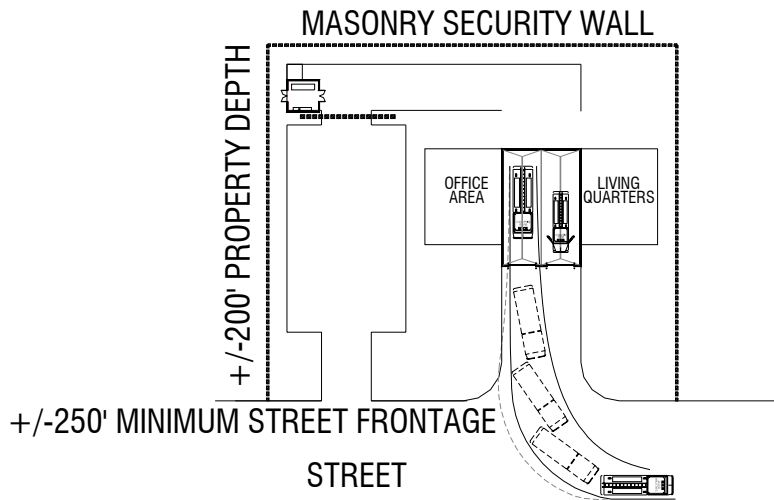 MASONRY SECURITY WALL
+/-200' PROPERTY DEPTH
OFFICE
AREA
LIVING
QUARTERS
+/-250' MINIMUM STREET FRONTAGE
STREET